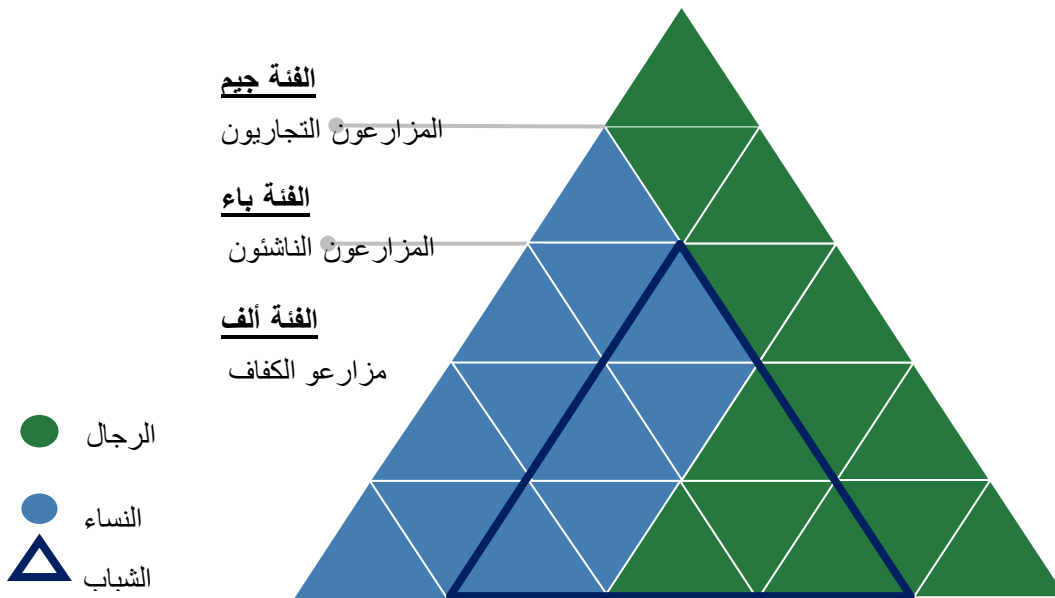 الفئة جيم
المزارعون التجاريون
الفئة باء
المزارعون الناشئون
الفئة ألف
مزارعو الكفاف
الرجال
النساء
الشباب